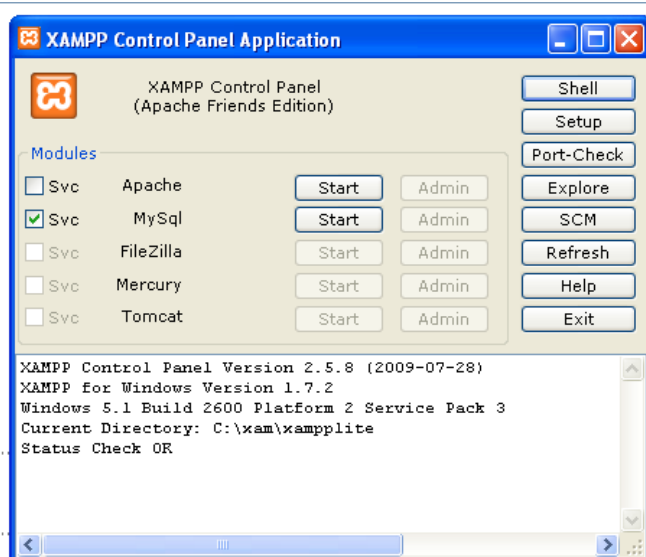 XAMPP Control Panel Application
XAMPP Control Panel
(Apache Friends Edition)
Shell
Setup
Port-Check
Explore
SCM
Refresh
Help
Exit
Modules
Svc Apache Start Admin
Svc MySql Start Admin
Svc FileZilla Start Admin
Svc Mercury Start Admin
Svc Tomcat Start Admin
XAMPP Control Panel Version 2.5.8 (2009-07-28)
XAMPP for Windows Version 1.7.2
Windows 5.1 Build 2600 Platform 2 Service Pack 3
Current Directory: C:\xam\xampplite
Status Check OR